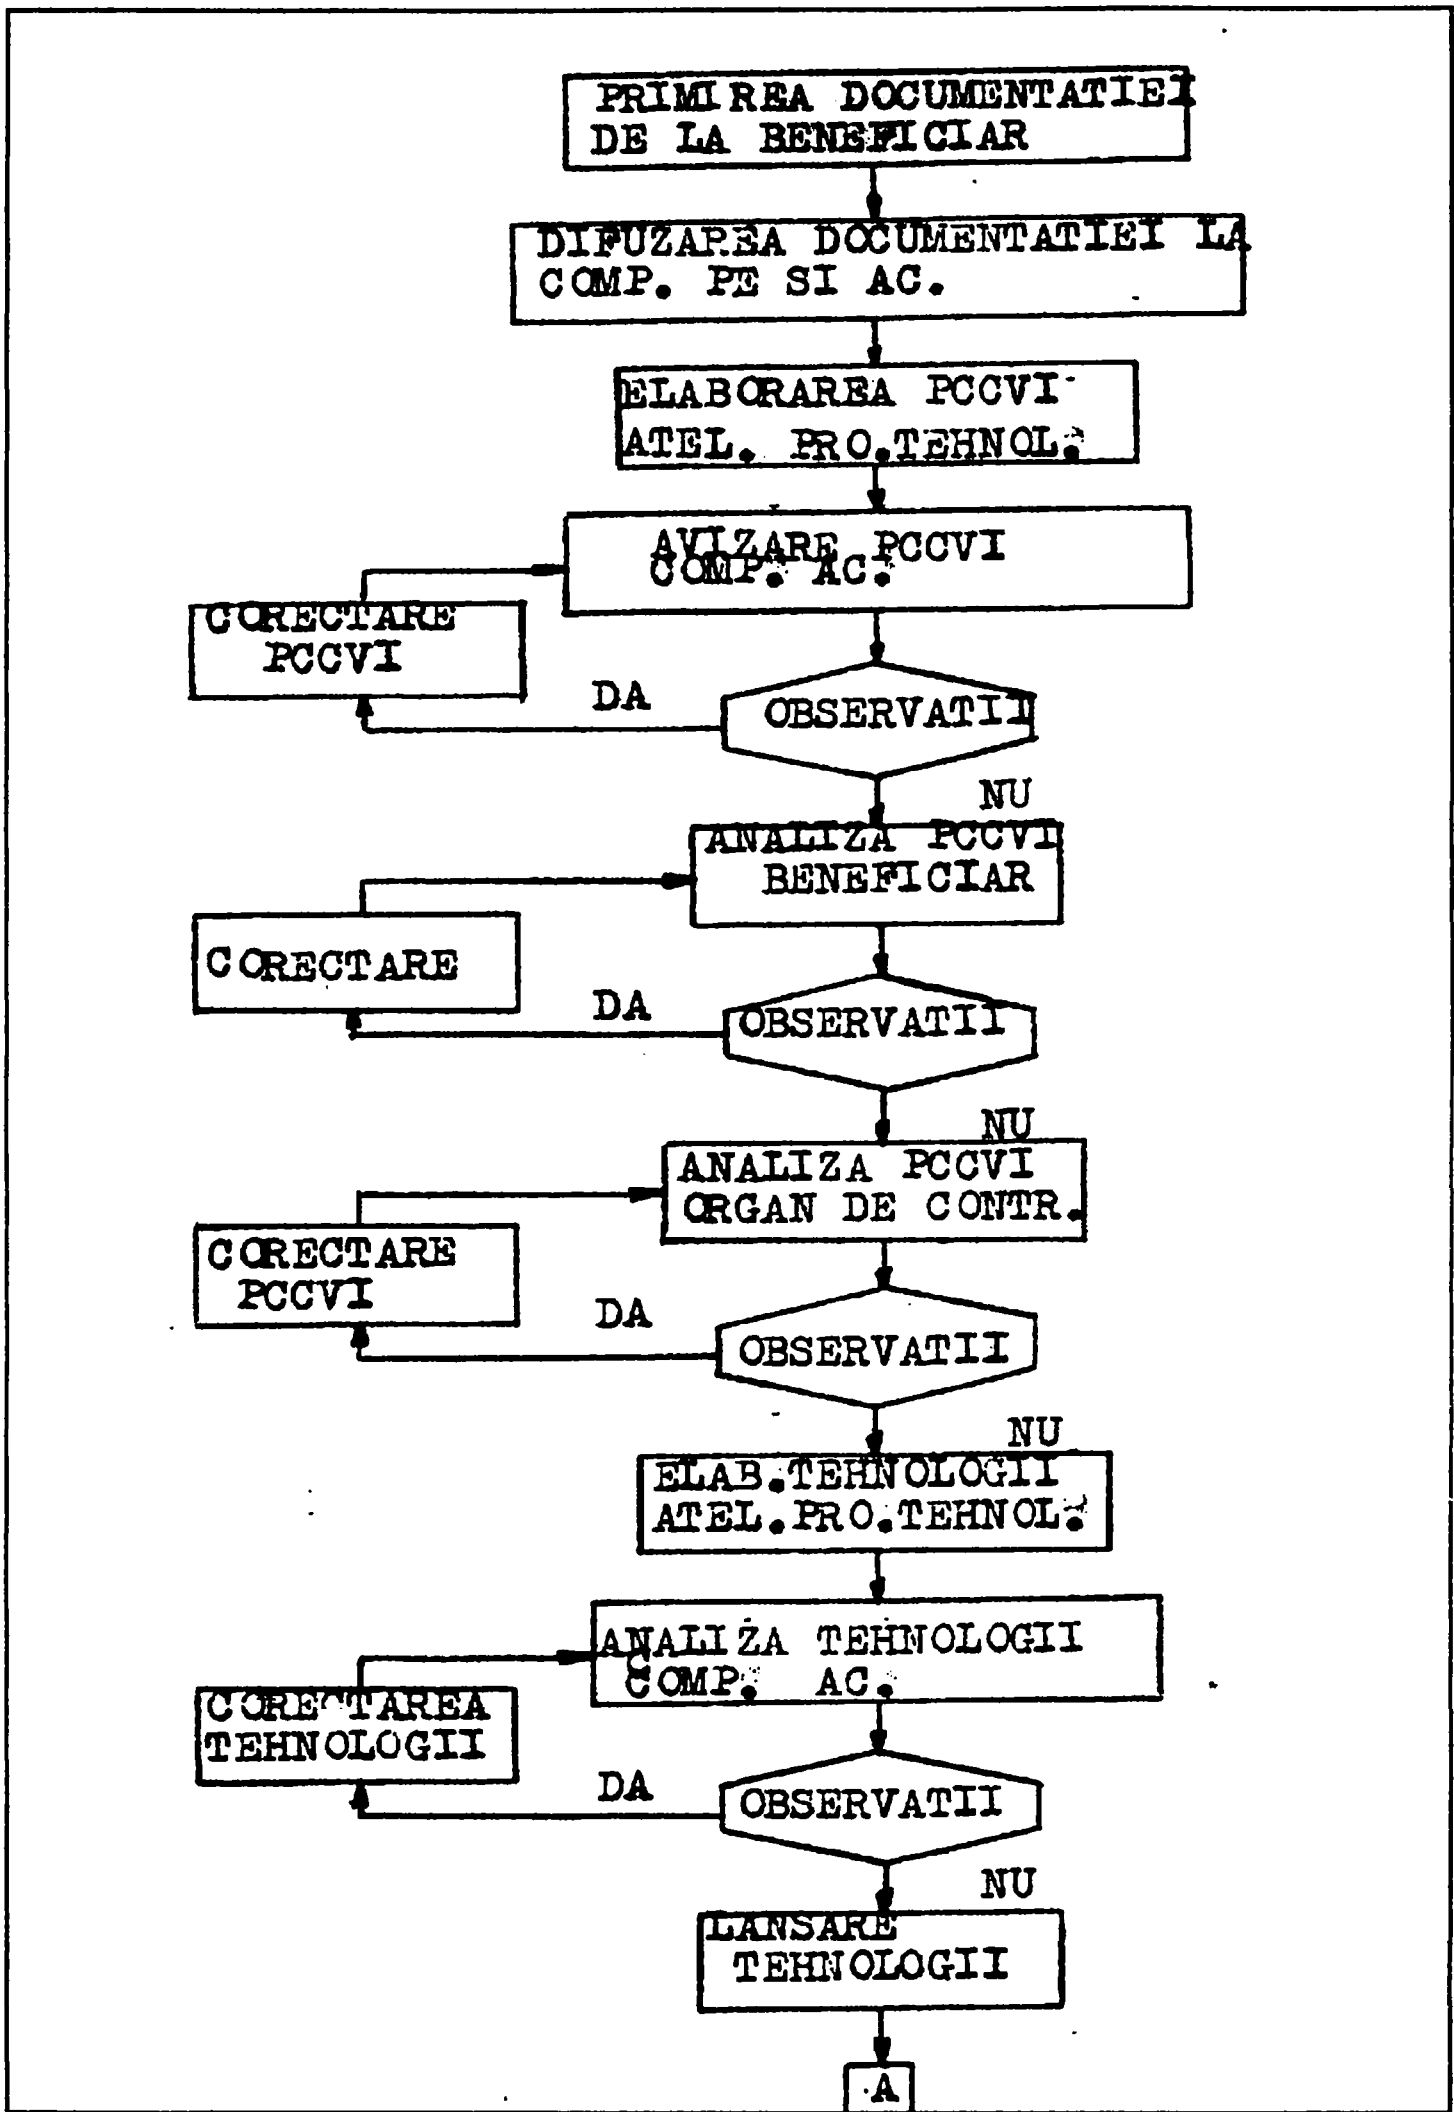 PRIMIREA DOCUMENTATIEI
DE LA BENEFICIAR
DIFUZAREA DOCUMENTATIEI LA
COMP. PE SI AC.
ELABORAREA PCCVI
ATEL. PRO.TEHNOL.
AVIZARE PCCVI
COMP. AC.
CORECTARE
PCCVI
DA
OBSERVATII
NU
ANALIZA PCCVI
BENEFICIAR
CORECTARE
DA
OBSERVATII
NU
ANALIZA PCCVI
ORGAN DE CONTR.
CORECTARE
PCCVI
DA
OBSERVATII
NU
ELAB.TEHNOLOGII
ATEL.PRO.TEHNOL.
ANALIZA TEHNOLOGII
COMP. AC.
CORECTAREA
TEHNOLOGII
DA
OBSERVATII
NU
LANSARE
TEHNOLOGII
A